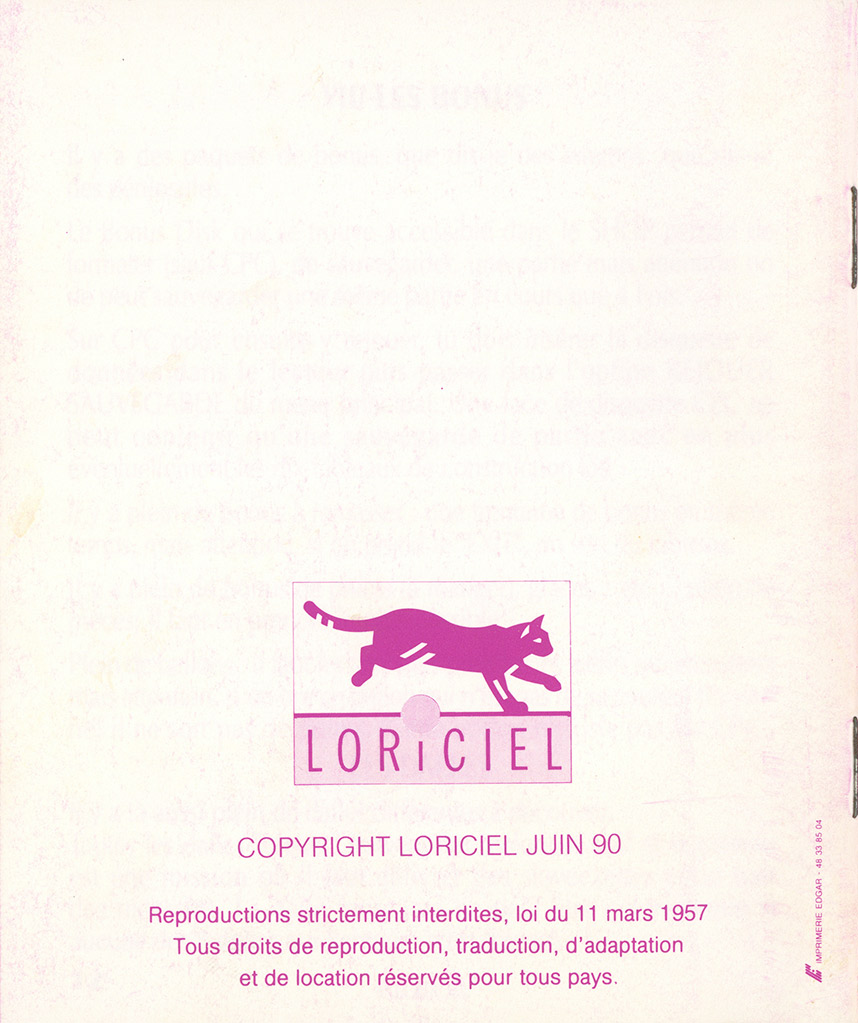 LORiCIEL
COPYRIGHT LORICIEL JUIN 90
Reproductions strictement interdites, loi du 11 mars 1957
Tous droits de reproduction, traduction, d'adaptation
et de location réservés pour tous pays.
IMPRIMERIE EDGAR - 48 33 85 04